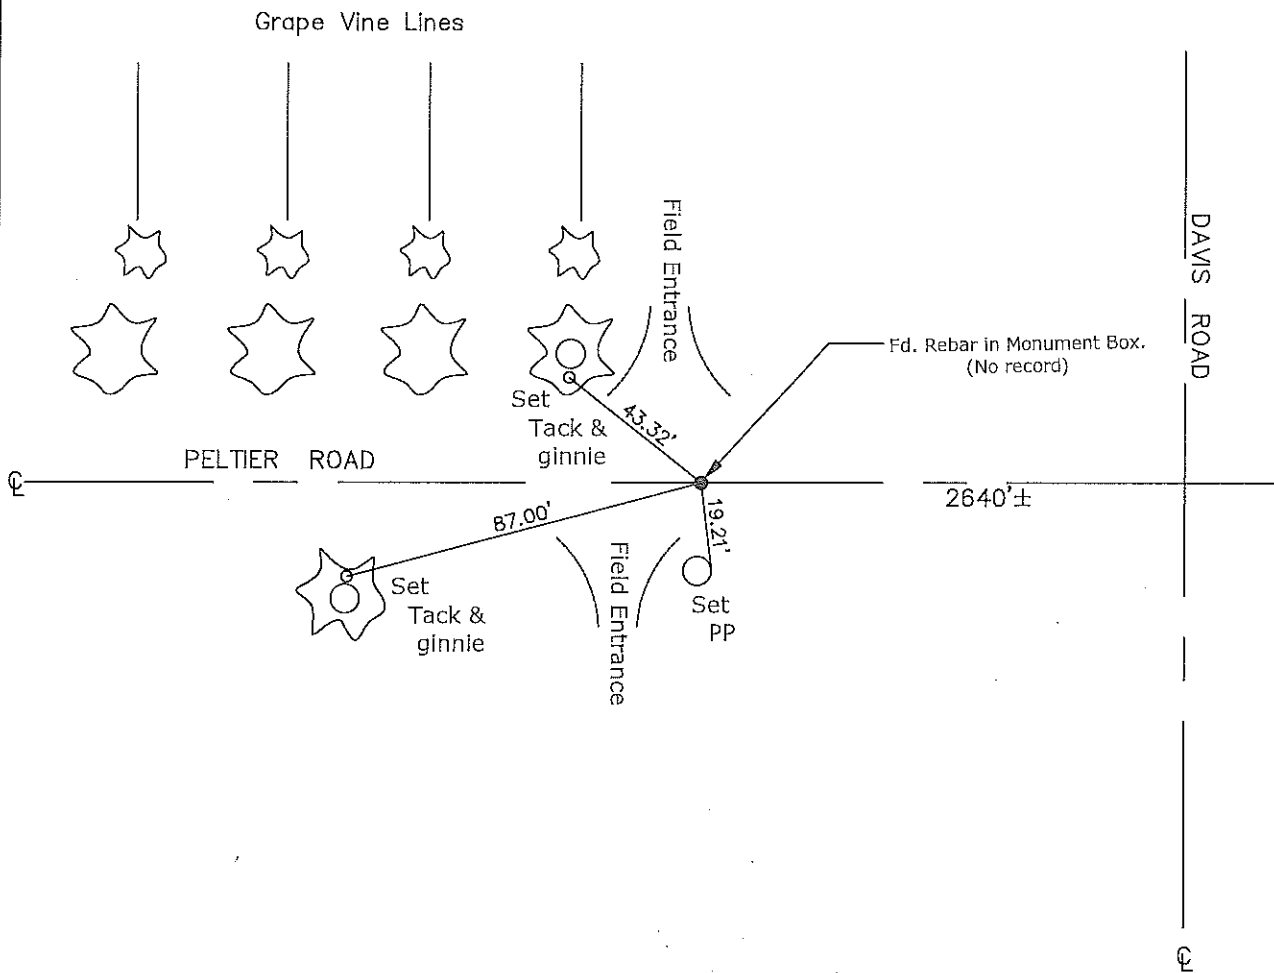 Grape Vine Lines
Field Entrance
DAVIS ROAD
Fd. Rebar in Monument Box.
(No record)
Set
Tack &
ginnie
43.32'
PELTIER ROAD
℄
2640'±
87.00'
19.21'
Set
Tack &
ginnie
Field Entrance
Set
PP
℄